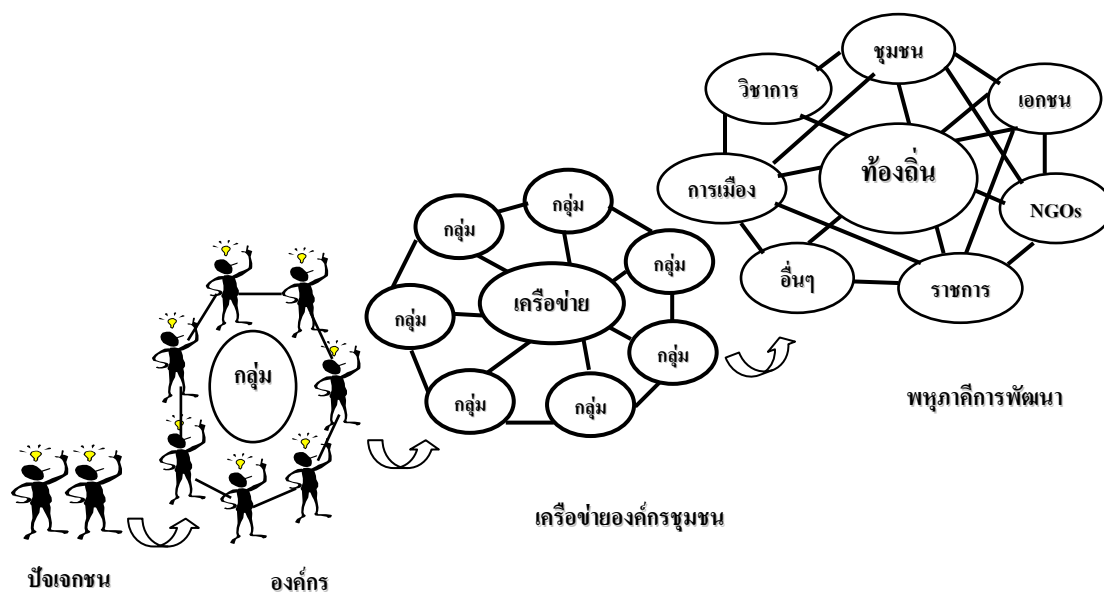 ชุมชน
วิชาการ
เอกชน
ท้องถิ่น
การเมือง
NGOs
อื่นๆ
ราชการ
พหุภาคีการพัฒนา
กลุ่ม
กลุ่ม
กลุ่ม
เครือข่าย
กลุ่ม
กลุ่ม
กลุ่ม
กลุ่ม
เครือข่ายองค์กรชุมชน
กลุ่ม
องค์กร
ปัจเจกชน